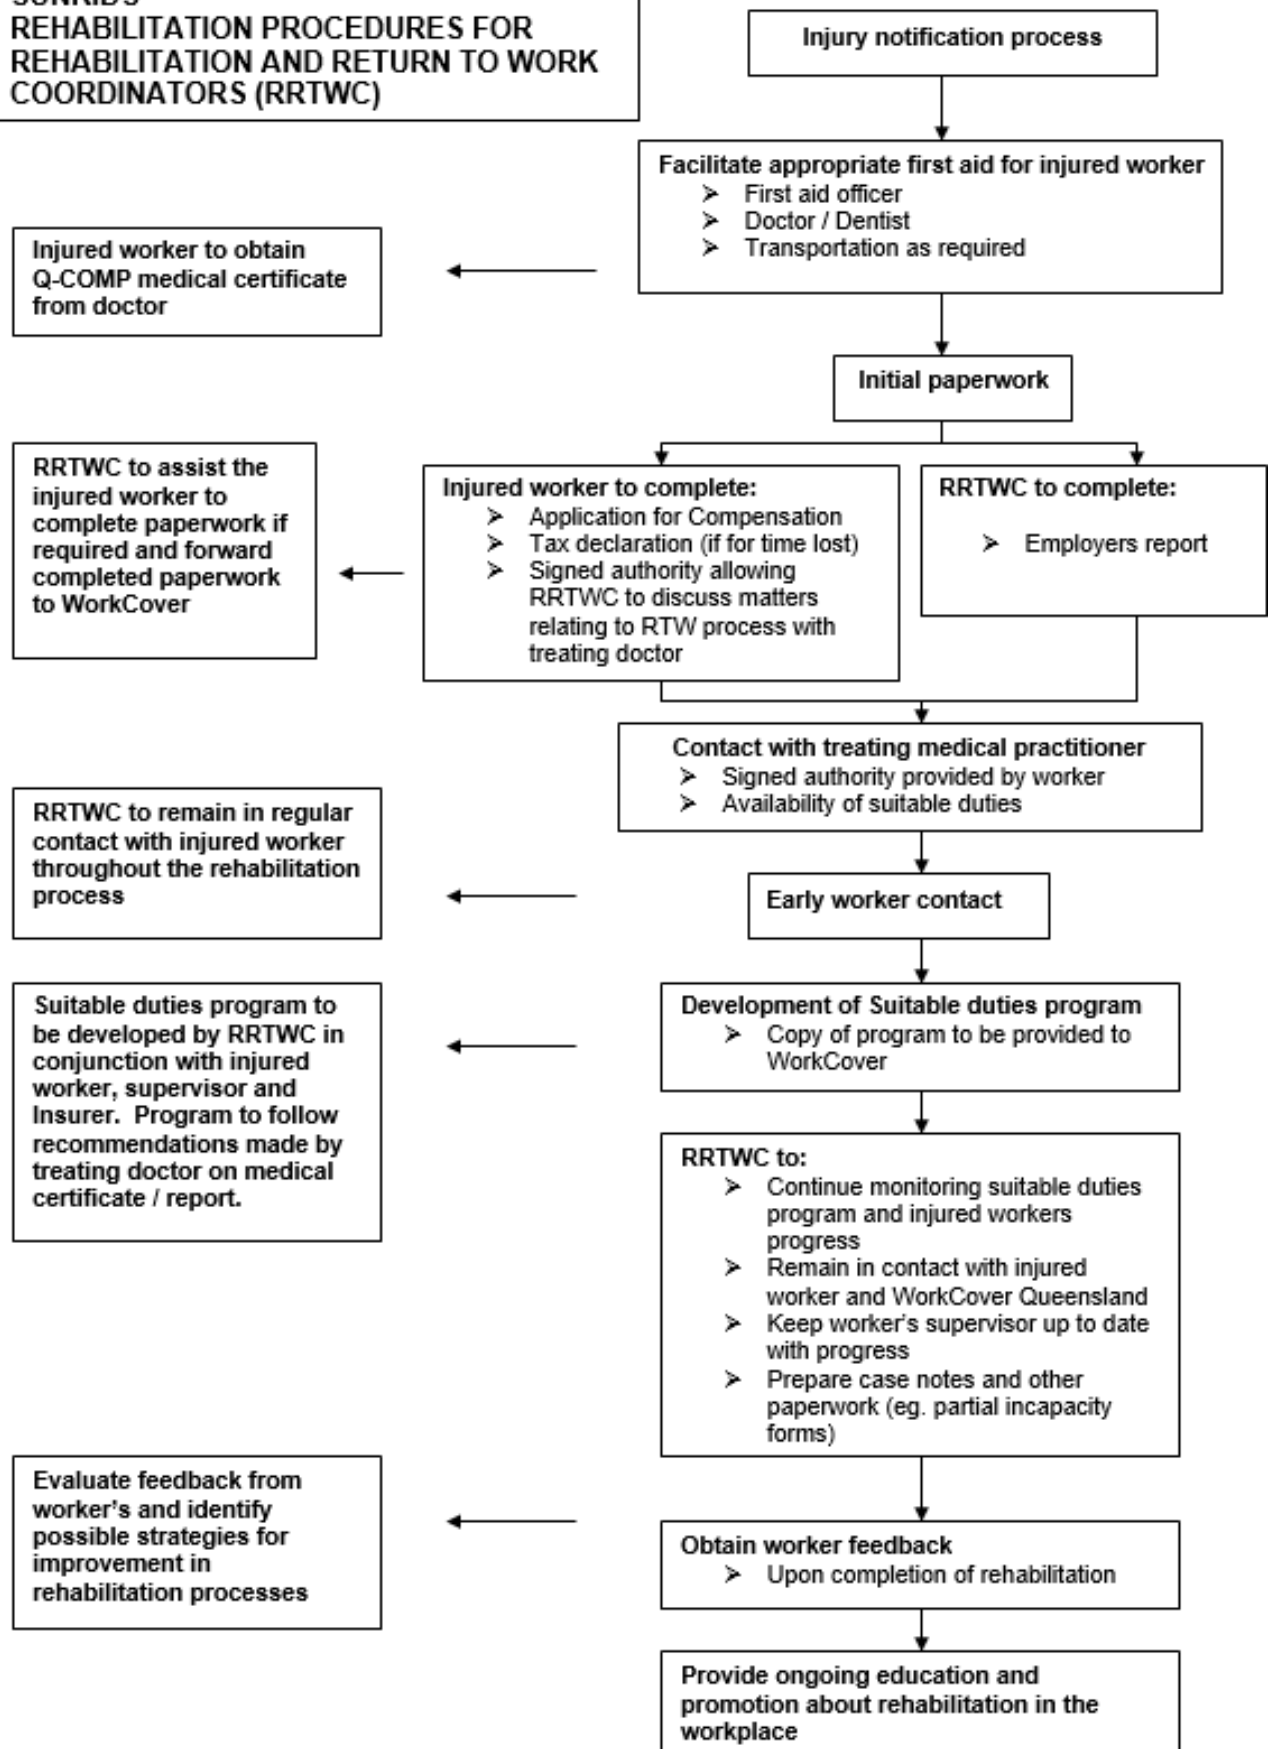 REHABILITATION PROCEDURES FOR
REHABILITATION AND RETURN TO WORK
COORDINATORS (RRTWC)
Injury notification process
Facilitate appropriate first aid for injured worker
➢ First aid officer
➢ Doctor / Dentist
➢ Transportation as required
Injured worker to obtain
Q-COMP medical certificate
from doctor
Initial paperwork
RRTWC to assist the
injured worker to
complete paperwork if
required and forward
completed paperwork
to WorkCover
Injured worker to complete:
➢ Application for Compensation
➢ Tax declaration (if for time lost)
➢ Signed authority allowing
RRTWC to discuss matters
relating to RTW process with
treating doctor
RRTWC to complete:
➢ Employers report
Contact with treating medical practitioner
➢ Signed authority provided by worker
➢ Availability of suitable duties
RRTWC to remain in regular
contact with injured worker
throughout the rehabilitation
process
Early worker contact
Suitable duties program to
be developed by RRTWC in
conjunction with injured
worker, supervisor and
Insurer. Program to follow
recommendations made by
treating doctor on medical
certificate / report.
Development of Suitable duties program
➢ Copy of program to be provided to
WorkCover
RRTWC to:
➢ Continue monitoring suitable duties
program and injured workers
progress
➢ Remain in contact with injured
worker and WorkCover Queensland
➢ Keep worker's supervisor up to date
with progress
➢ Prepare case notes and other
paperwork (eg. partial incapacity
forms)
Evaluate feedback from
worker's and identify
possible strategies for
improvement in
rehabilitation processes
Obtain worker feedback
➢ Upon completion of rehabilitation
Provide ongoing education and
promotion about rehabilitation in the
workplace